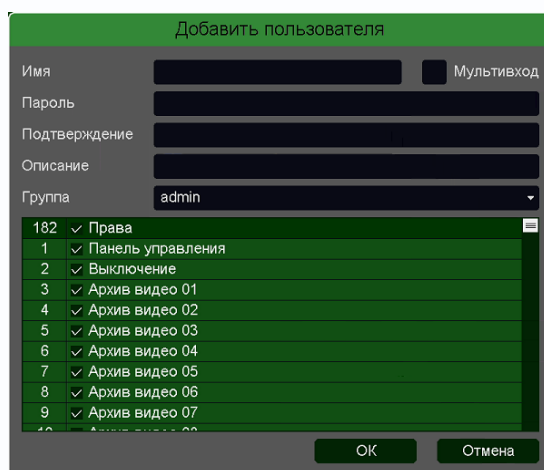 Добавить пользователя
Имя Мультивход
Пароль
Подтверждение
Описание
Группа admin
182 Права
1 Панель управления
2 Выключение
3 Архив видео 01
4 Архив видео 02
5 Архив видео 03
6 Архив видео 04
7 Архив видео 05
8 Архив видео 06
9 Архив видео 07
OK Отмена